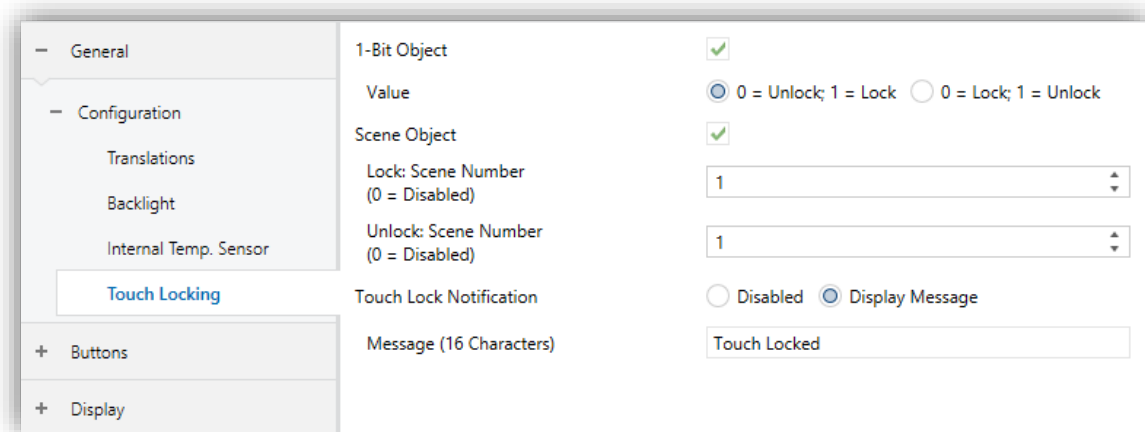 General
Configuration
Translations
Backlight
Internal Temp. Sensor
Touch Locking
Buttons
Display
1-Bit Object
Value
0 = Unlock; 1 = Lock 0 = Lock; 1 = Unlock
Scene Object
Lock: Scene Number
(0 = Disabled)
1
Unlock: Scene Number
(0 = Disabled)
1
Touch Lock Notification
Disabled Display Message
Message (16 Characters)
Touch Locked